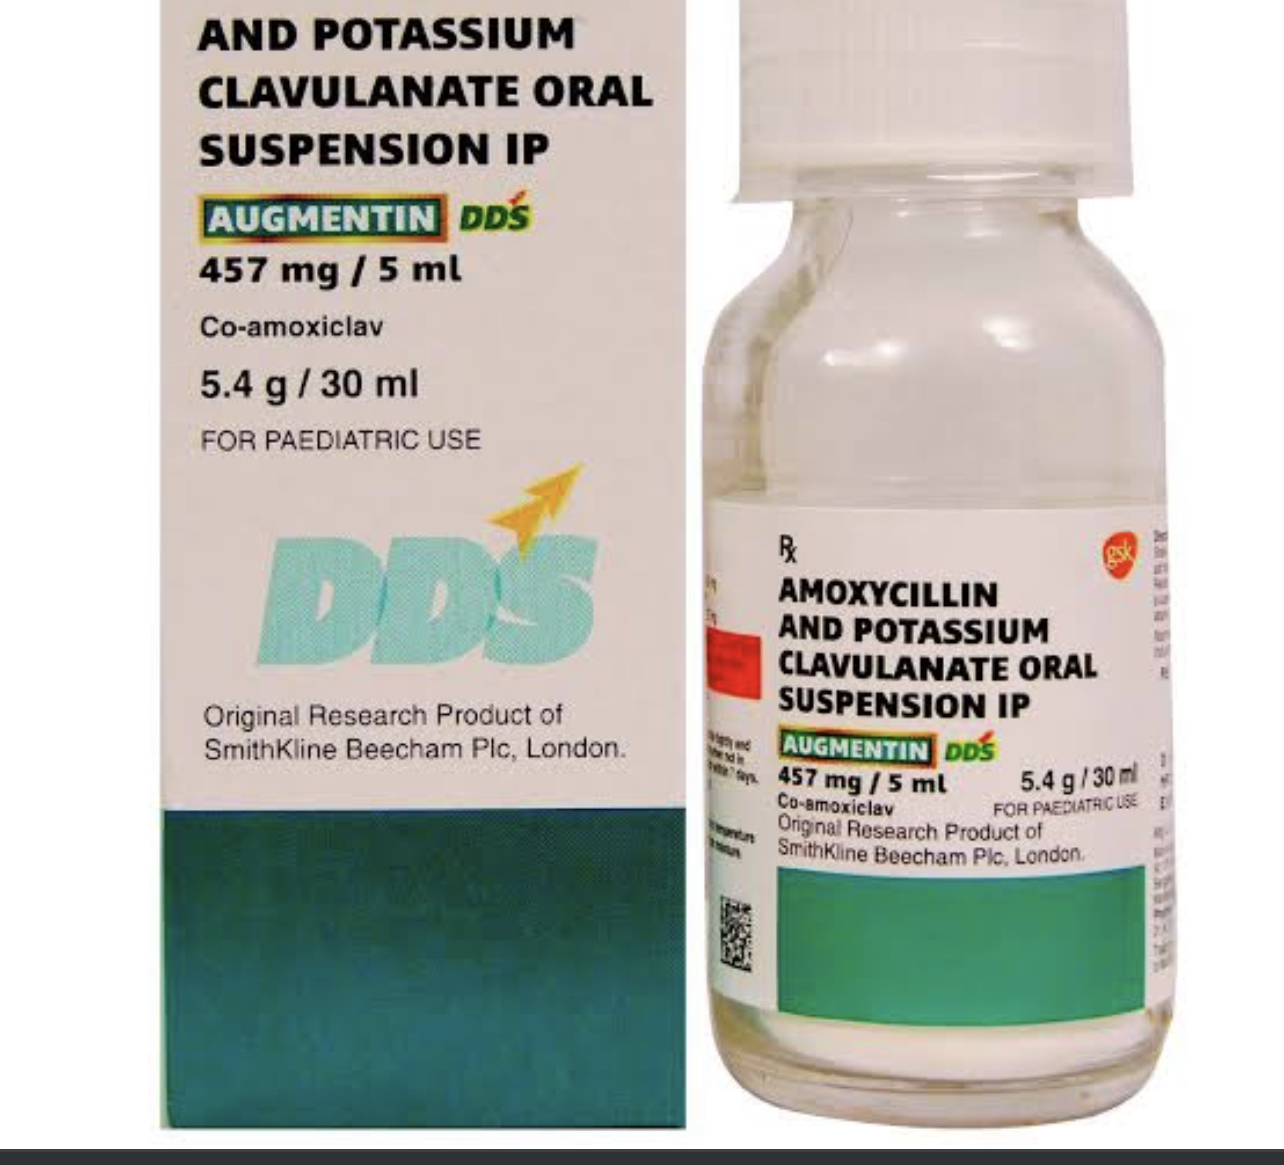 AND POTASSIUM
CLAVULANATE ORAL
SUSPENSION IP
AUGMENTIN DDS
457 mg / 5 ml
Co-amoxiclav
5.4 g / 30 ml
FOR PAEDIATRIC USE
DDS
Original Research Product of
SmithKline Beecham Plc, London.
Rx
gsk
AMOXYCILLIN
AND POTASSIUM
CLAVULANATE ORAL
SUSPENSION IP
AUGMENTIN DDS
457 mg / 5 ml 5.4 g / 30 ml
Co-amoxiclav FOR PAEDIATRIC USE
Original Research Product of
SmithKline Beecham Plc, London.